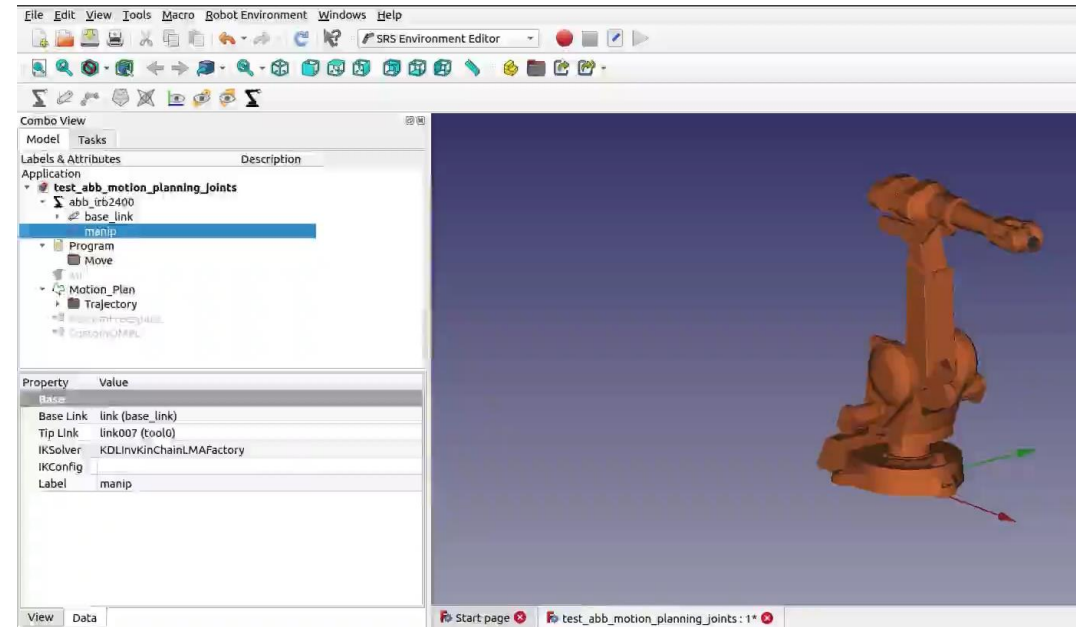 File Edit View Tools Macro Robot Environment Windows Help
SRS Environment Editor
Combo View
Model Tasks
Labels & Attributes Description
Application
test_abb_motion_planning_joints
abb_irb2400
base_link
manip
Program
Move
Motion_Plan
Trajectory
Property Value
Base
Base Link link (base_link)
Tip Link link007 (tool0)
IKSolver KDLInvKinChainLMAFactory
IKConfig
Label manip
View Data
Start page
test_abb_motion_planning_joints : 1*